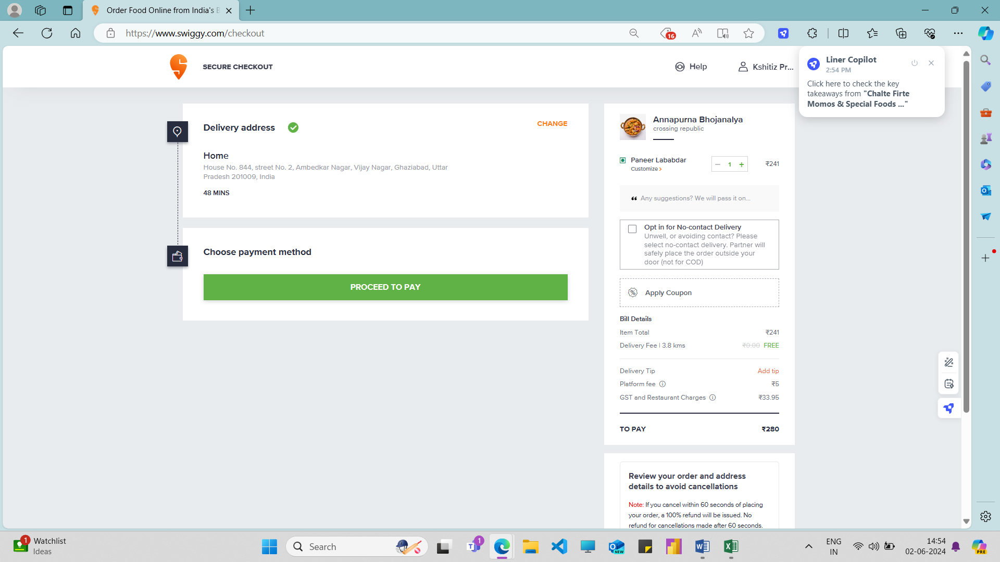 Order Food Online from India's B
https://www.swiggy.com/checkout
16
SECURE CHECKOUT
Help
Kshitiz Pr...
Liner Copilot
2:54 PM
Click here to check the key
takeaways from "Chalte Firte
Momos & Special Foods ..."
Delivery address
CHANGE
Home
House No. 844, street No. 2, Ambedkar Nagar, Vijay Nagar, Ghaziabad, Uttar
Pradesh 201009, India
48 MINS
Choose payment method
PROCEED TO PAY
Annapurna Bhojanalya
crossing republic
Paneer Lababdar
Customize >
− 1 +
₹241
Any suggestions? We will pass it on...
Opt in for No-contact Delivery
Unwell, or avoiding contact? Please
select no-contact delivery. Partner will
safely place the order outside your
door (not for COD)
Apply Coupon
Bill Details
Item Total ₹241
Delivery Fee | 3.8 kms ₹0.00 FREE
Delivery Tip Add tip
Platform fee ₹5
GST and Restaurant Charges ₹33.95
TO PAY ₹280
Review your order and address
details to avoid cancellations
Note: If you cancel within 60 seconds of placing
your order, a 100% refund will be issued. No
refund for cancellations made after 60 seconds.
1
Watchlist
Ideas
Search
1
NEW
ENG
IN
14:54
02-06-2024
PRE